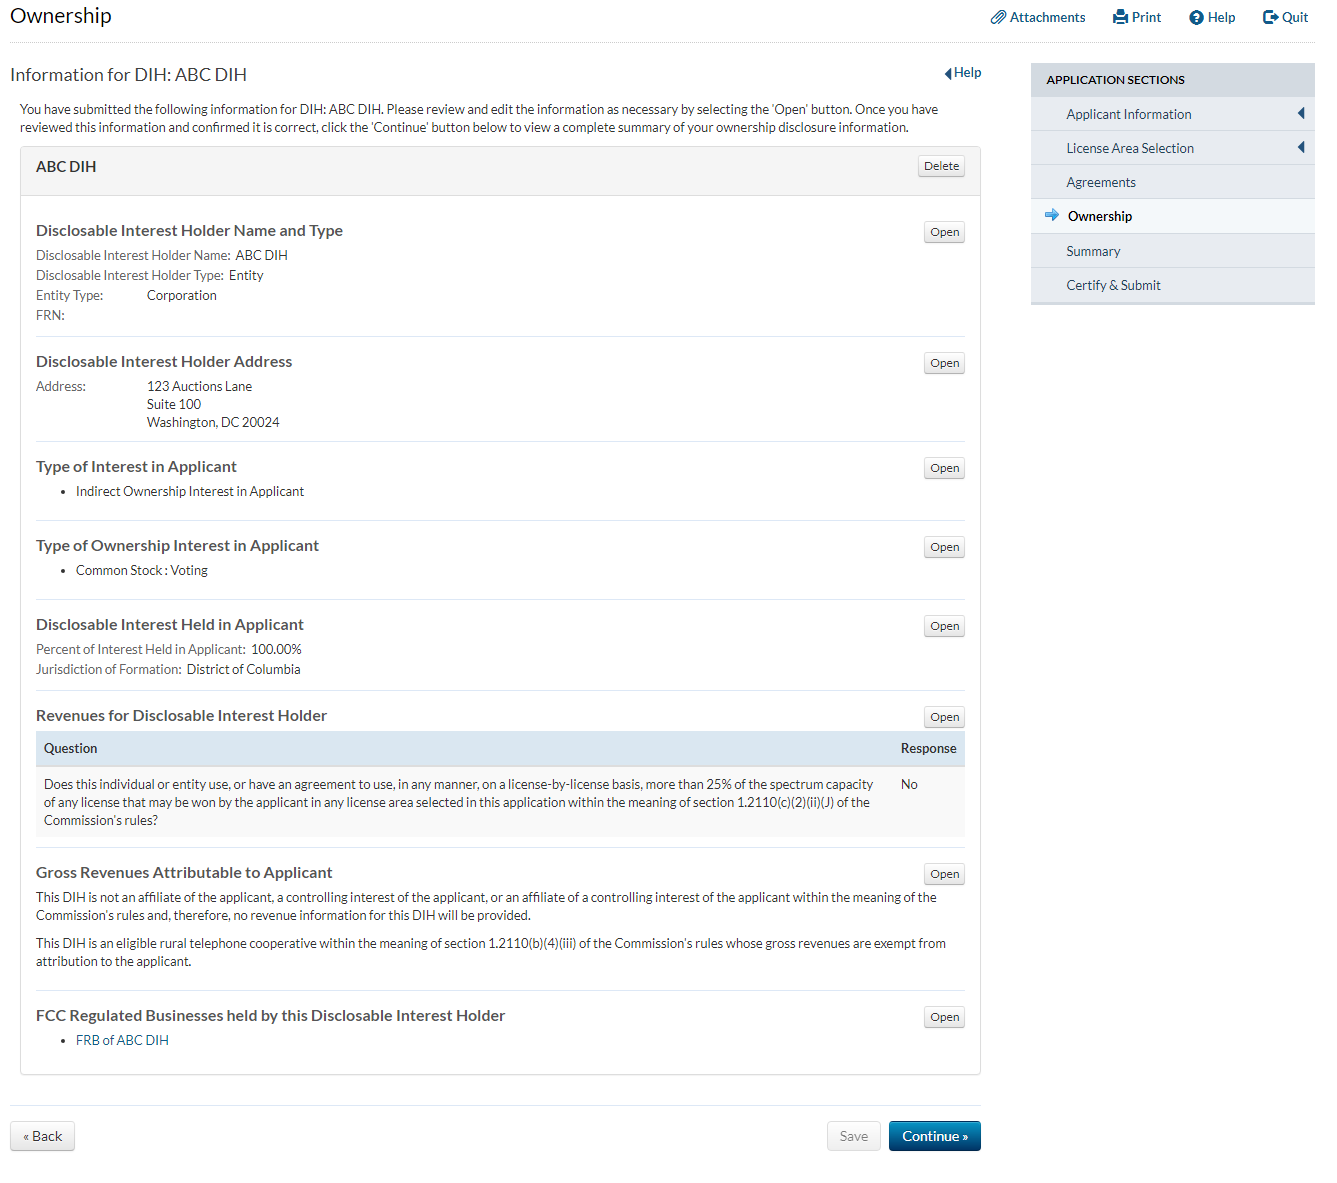 Ownership
Attachments
Print
Help
Quit
Information for DIH: ABC DIH
Help
You have submitted the following information for DIH: ABC DIH. Please review and edit the information as necessary by selecting the 'Open' button. Once you have
reviewed this information and confirmed it is correct, click the 'Continue' button below to view a complete summary of your ownership disclosure information.
ABC DIH
Delete
Disclosable Interest Holder Name and Type
Open
Disclosable Interest Holder Name: ABC DIH
Disclosable Interest Holder Type: Entity
Entity Type: Corporation
FRN:
Disclosable Interest Holder Address
Open
Address: 123 Auctions Lane
Suite 100
Washington, DC 20024
Type of Interest in Applicant
Open
• Indirect Ownership Interest in Applicant
Type of Ownership Interest in Applicant
Open
• Common Stock : Voting
Disclosable Interest Held in Applicant
Open
Percent of Interest Held in Applicant: 100.00%
Jurisdiction of Formation: District of Columbia
Revenues for Disclosable Interest Holder
Open
Question Response
Does this individual or entity use, or have an agreement to use, in any manner, on a license-by-license basis, more than 25% of the spectrum capacity No
of any license that may be won by the applicant in any license area selected in this application within the meaning of section 1.2110(c)(2)(ii)(J) of the
Commission's rules?
Gross Revenues Attributable to Applicant
Open
This DIH is not an affiliate of the applicant, a controlling interest of the applicant, or an affiliate of a controlling interest of the applicant within the meaning of the
Commission's rules and, therefore, no revenue information for this DIH will be provided.
This DIH is an eligible rural telephone cooperative within the meaning of section 1.2110(b)(4)(iii) of the Commission's rules whose gross revenues are exempt from
attribution to the applicant.
FCC Regulated Businesses held by this Disclosable Interest Holder
Open
• FRB of ABC DIH
« Back
Save
Continue »
APPLICATION SECTIONS
Applicant Information
License Area Selection
Agreements
Ownership
Summary
Certify & Submit